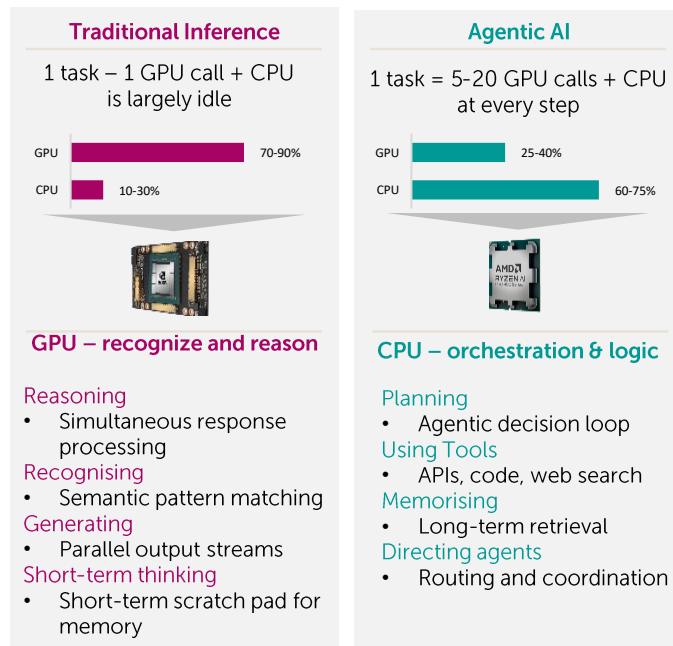 Traditional Inference
1 task – 1 GPU call + CPU
is largely idle
GPU
70-90%
CPU
10-30%
GPU – recognize and reason
Reasoning
• Simultaneous response
processing
Recognising
• Semantic pattern matching
Generating
• Parallel output streams
Short-term thinking
• Short-term scratch pad for
memory
Agentic AI
1 task = 5-20 GPU calls + CPU
at every step
GPU
25-40%
CPU
60-75%
AMD
RYZEN AI
CPU – orchestration & logic
Planning
• Agentic decision loop
Using Tools
• APIs, code, web search
Memorising
• Long-term retrieval
Directing agents
• Routing and coordination